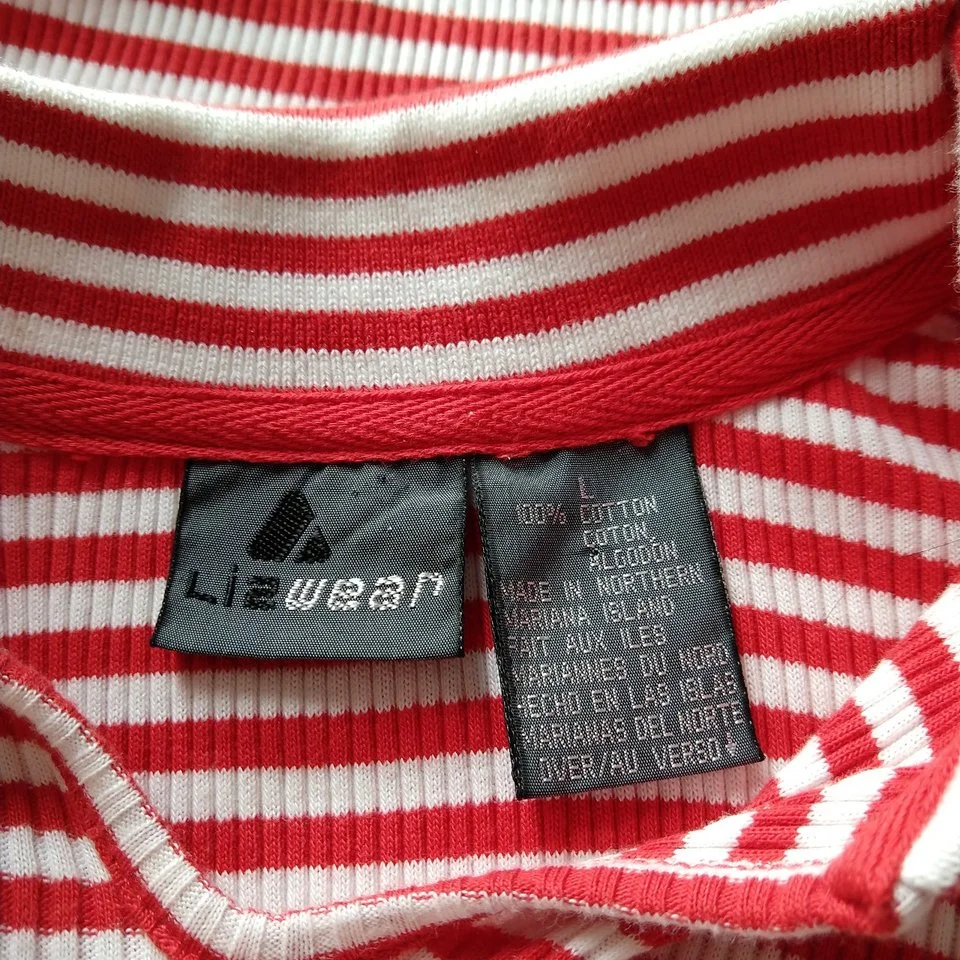 Lizwear
L
100% COTTON
COTON,
ALGODON
MADE IN NORTHERN
MARIANA ISLAND
FAIT AUX ILES
MARIANNES DU NORD
HECHO EN LAS ISLAS
MARIANAS DEL NORTE
OVER/AU VERSO